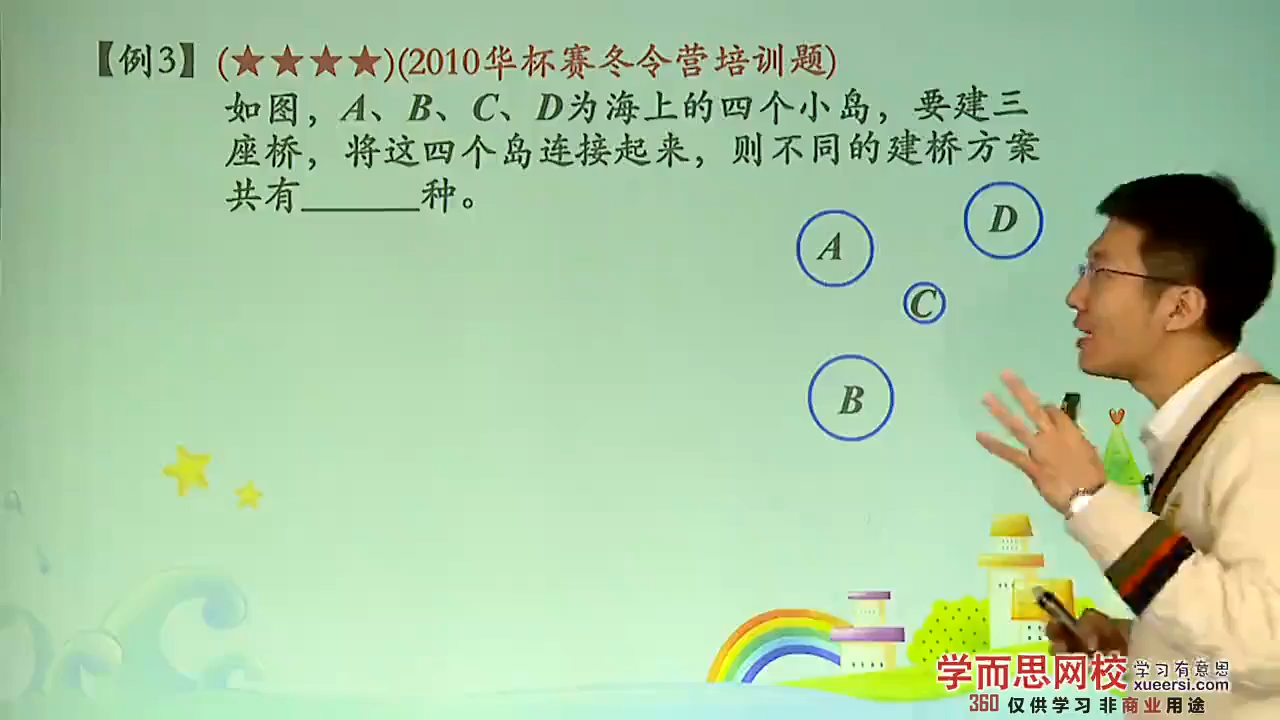 【例3】(★★★★)(2010华杯赛冬令营培训题)
如图，A、B、C、D为海上的四个小岛，要建三
座桥，将这四个岛连接起来，则不同的建桥方案
共有______种。
A
D
C
B
学而思网校 学习有意思
xueersi.com
360 仅供学习 非商业用途